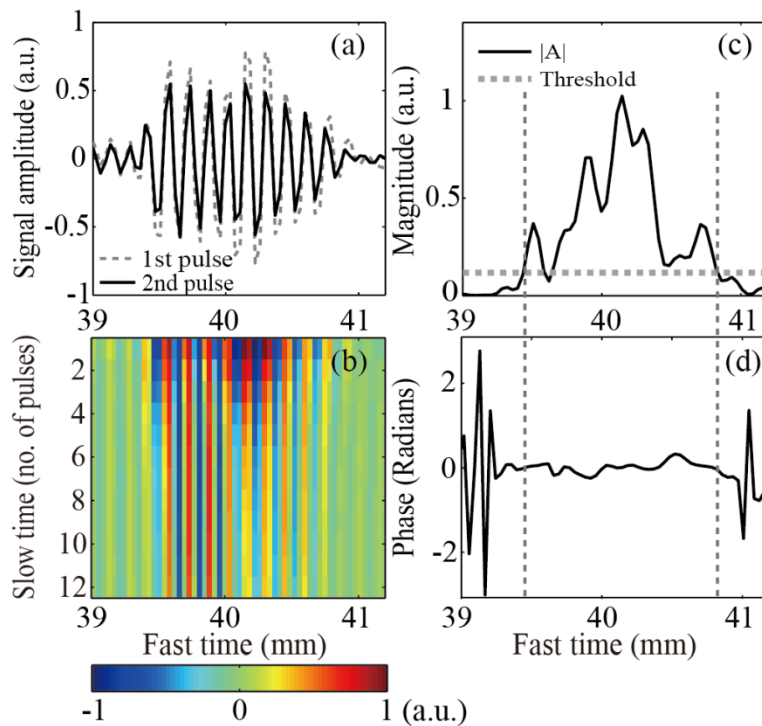 (a)
Signal amplitude (a.u.)
1
0.5
0
-0.5
-1
1st pulse
2nd pulse
39
40
41
(c)
|A|
Threshold
Magnitude (a.u.)
1
0.5
0
39
40
41
(b)
Slow time (no. of pulses)
2
4
6
8
10
12
39
40
41
Fast time (mm)
(d)
Phase (Radians)
2
0
-2
39
40
41
Fast time (mm)
-1
0
1
(a.u.)